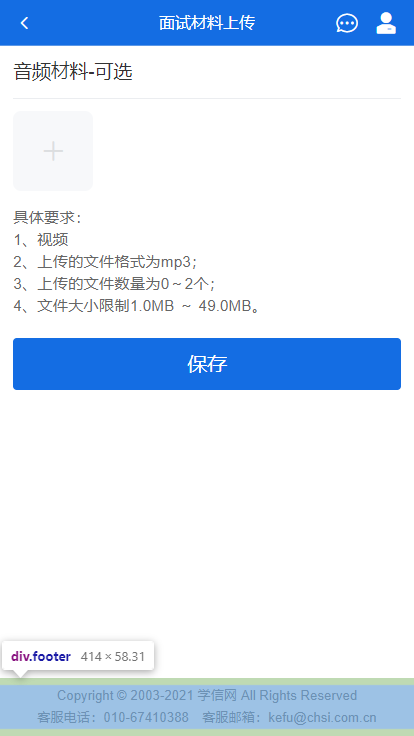 面试材料上传
音频材料-可选
具体要求：
1、视频
2、上传的文件格式为mp3；
3、上传的文件数量为0～2个；
4、文件大小限制1.0MB ～ 49.0MB。
保存
div.footer 414 × 58.31
Copyright © 2003-2021 学信网 All Rights Reserved
客服电话：010-67410388 客服邮箱：kefu@chsi.com.cn